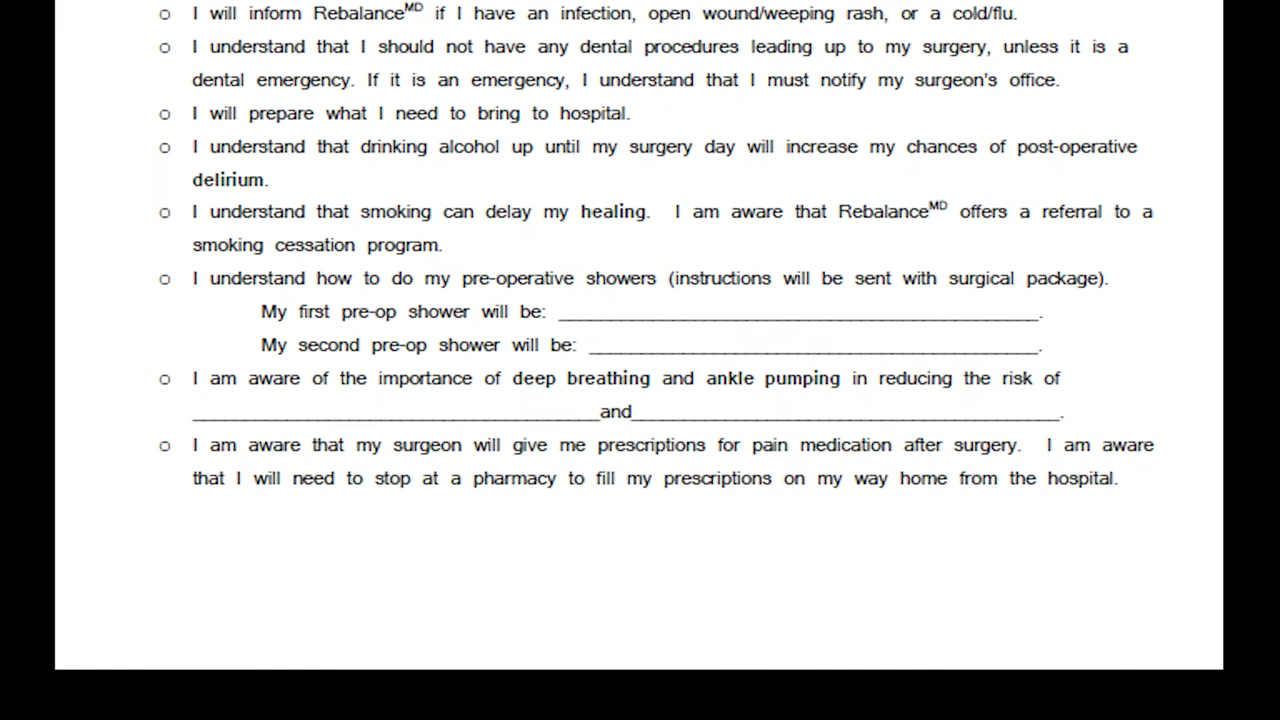 o I will inform Rebalance^MD if I have an infection, open wound/weeping rash, or a cold/flu.
o I understand that I should not have any dental procedures leading up to my surgery, unless it is a
dental emergency. If it is an emergency, I understand that I must notify my surgeon's office.
o I will prepare what I need to bring to hospital.
o I understand that drinking alcohol up until my surgery day will increase my chances of post-operative
delirium.
o I understand that smoking can delay my healing. I am aware that Rebalance^MD offers a referral to a
smoking cessation program.
o I understand how to do my pre-operative showers (instructions will be sent with surgical package).
My first pre-op shower will be: ______________________________________________.
My second pre-op shower will be: ___________________________________________.
o I am aware of the importance of deep breathing and ankle pumping in reducing the risk of
_______________________________________and_________________________________________.
o I am aware that my surgeon will give me prescriptions for pain medication after surgery. I am aware
that I will need to stop at a pharmacy to fill my prescriptions on my way home from the hospital.